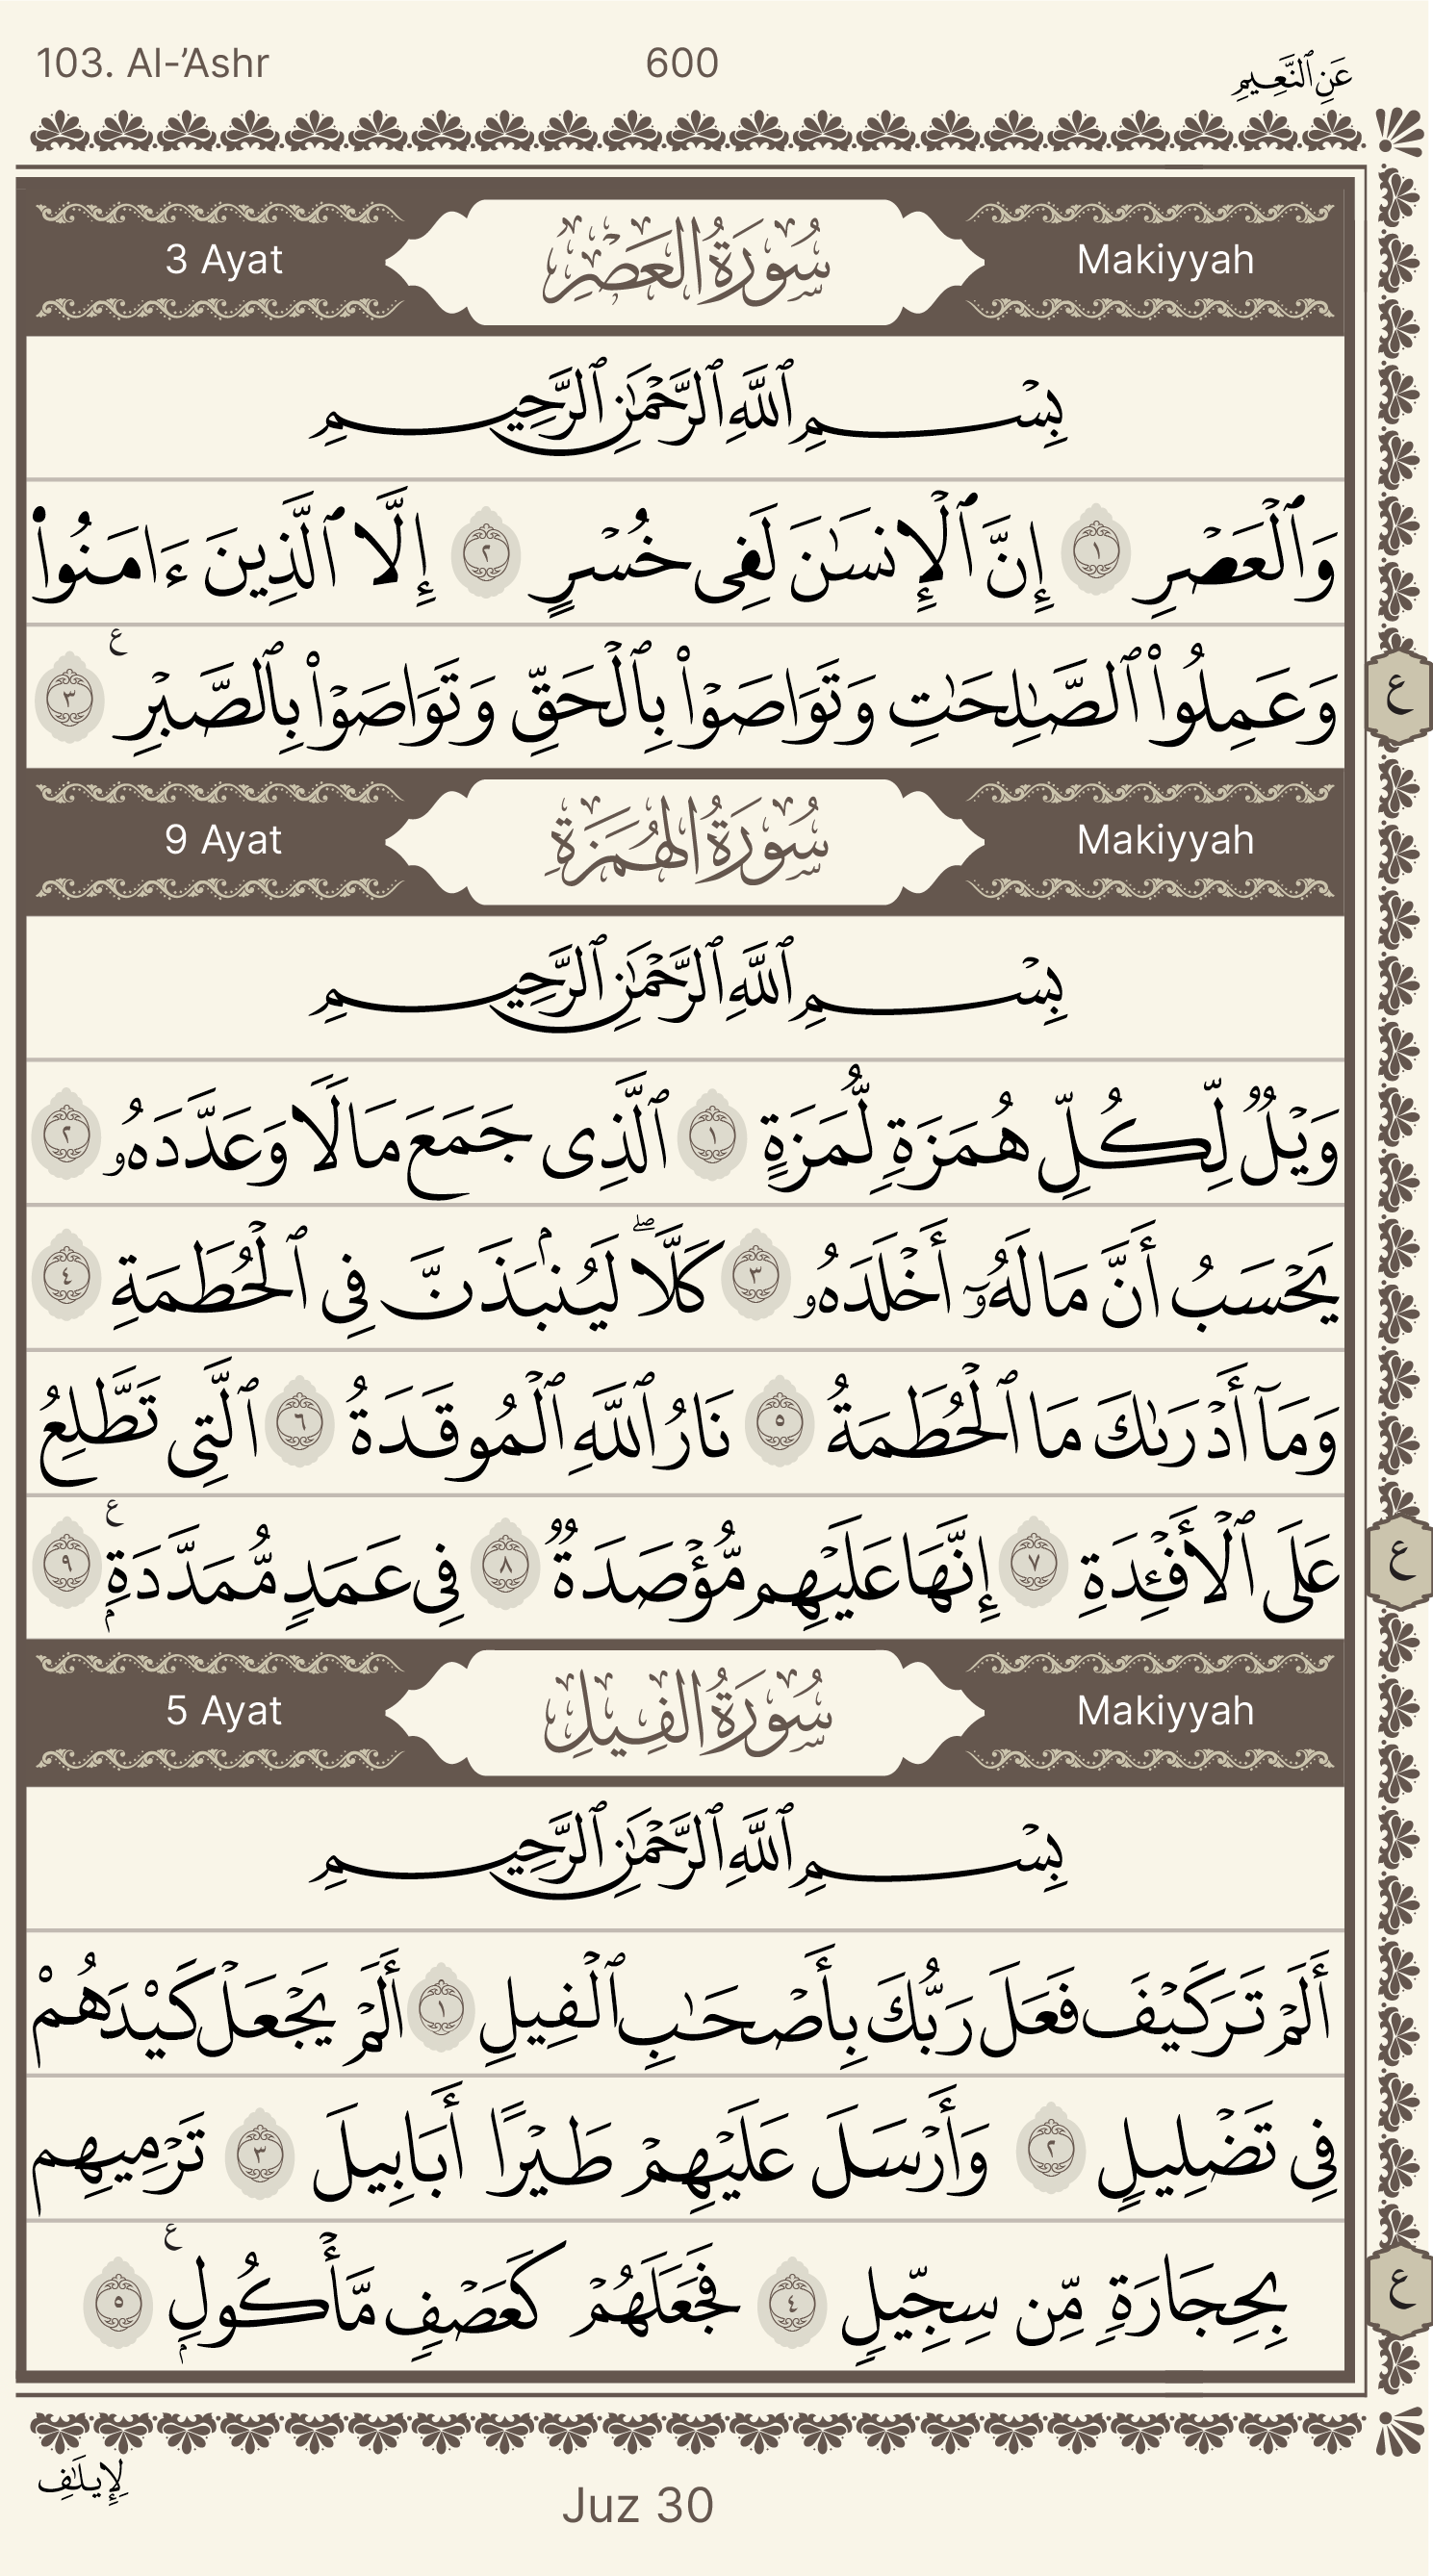 103. Al-’Ashr 600 عَنِ ٱلنَّعِيمِ
3 Ayat سُورَةُ العَصْرِ Makiyyah
بِسْمِ ٱللَّهِ ٱلرَّحْمَٰنِ ٱلرَّحِيمِ
وَٱلْعَصْرِ ١ إِنَّ ٱلْإِنسَٰنَ لَفِى خُسْرٍ ٢ إِلَّا ٱلَّذِينَ ءَامَنُوا۟
وَعَمِلُوا۟ ٱلصَّٰلِحَٰتِ وَتَوَاصَوْا۟ بِٱلْحَقِّ وَتَوَاصَوْا۟ بِٱلصَّبْرِ ع ٣
ع
9 Ayat سُورَةُ الهُمَزَةِ Makiyyah
بِسْمِ ٱللَّهِ ٱلرَّحْمَٰنِ ٱلرَّحِيمِ
وَيْلٌ لِّكُلِّ هُمَزَةٍ لُّمَزَةٍ ١ ٱلَّذِى جَمَعَ مَالًا وَعَدَّدَهُۥ ٢
يَحْسَبُ أَنَّ مَالَهُۥٓ أَخْلَدَهُۥ ٣ كَلَّا ۖ لَيُنۢبَذَنَّ فِى ٱلْحُطَمَةِ ٤
وَمَآ أَدْرَىٰكَ مَا ٱلْحُطَمَةُ ٥ نَارُ ٱللَّهِ ٱلْمُوقَدَةُ ٦ ٱلَّتِى تَطَّلِعُ
عَلَى ٱلْأَفْـِٔدَةِ ٧ إِنَّهَا عَلَيْهِم مُّؤْصَدَةٌ ٨ فِى عَمَدٍ مُّمَدَّدَةٍۭ ع ٩
ع
5 Ayat سُورَةُ الفِيلِ Makiyyah
بِسْمِ ٱللَّهِ ٱلرَّحْمَٰنِ ٱلرَّحِيمِ
أَلَمْ تَرَ كَيْفَ فَعَلَ رَبُّكَ بِأَصْحَٰبِ ٱلْفِيلِ ١ أَلَمْ يَجْعَلْ كَيْدَهُمْ
فِى تَضْلِيلٍ ٢ وَأَرْسَلَ عَلَيْهِمْ طَيْرًا أَبَابِيلَ ٣ تَرْمِيهِم
بِحِجَارَةٍ مِّن سِجِّيلٍ ٤ فَجَعَلَهُمْ كَعَصْفٍ مَّأْكُولٍۭ ع ٥
ع
لِإِيلَٰفِ
Juz 30